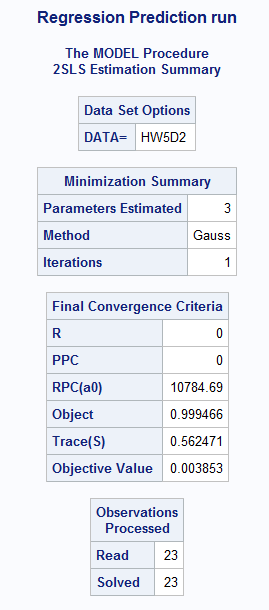 Regression Prediction run
The MODEL Procedure
2SLS Estimation Summary
Data Set Options
DATA= HW5D2
Minimization Summary
Parameters Estimated 3
Method Gauss
Iterations 1
Final Convergence Criteria
R 0
PPC 0
RPC(a0) 10784.69
Object 0.999466
Trace(S) 0.562471
Objective Value 0.003853
Observations
Processed
Read 23
Solved 23